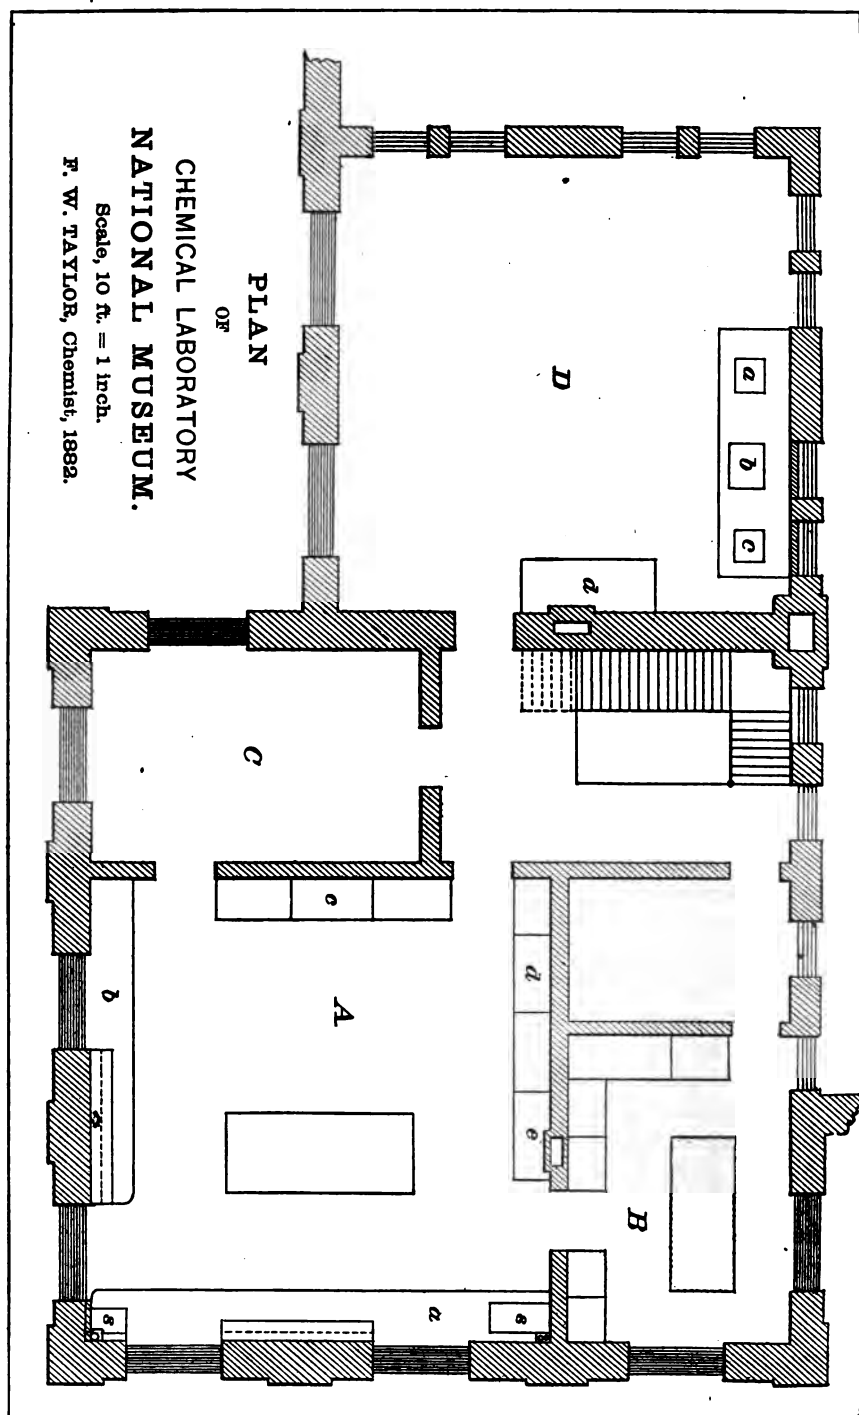 PLAN
OF
CHEMICAL LABORATORY
NATIONAL MUSEUM.
Scale, 10 ft. = 1 inch.
F. W. TAYLOR, Chemist, 1882.
D
a
b
c
d
C
c
A
b
d
e
B
a
s
s